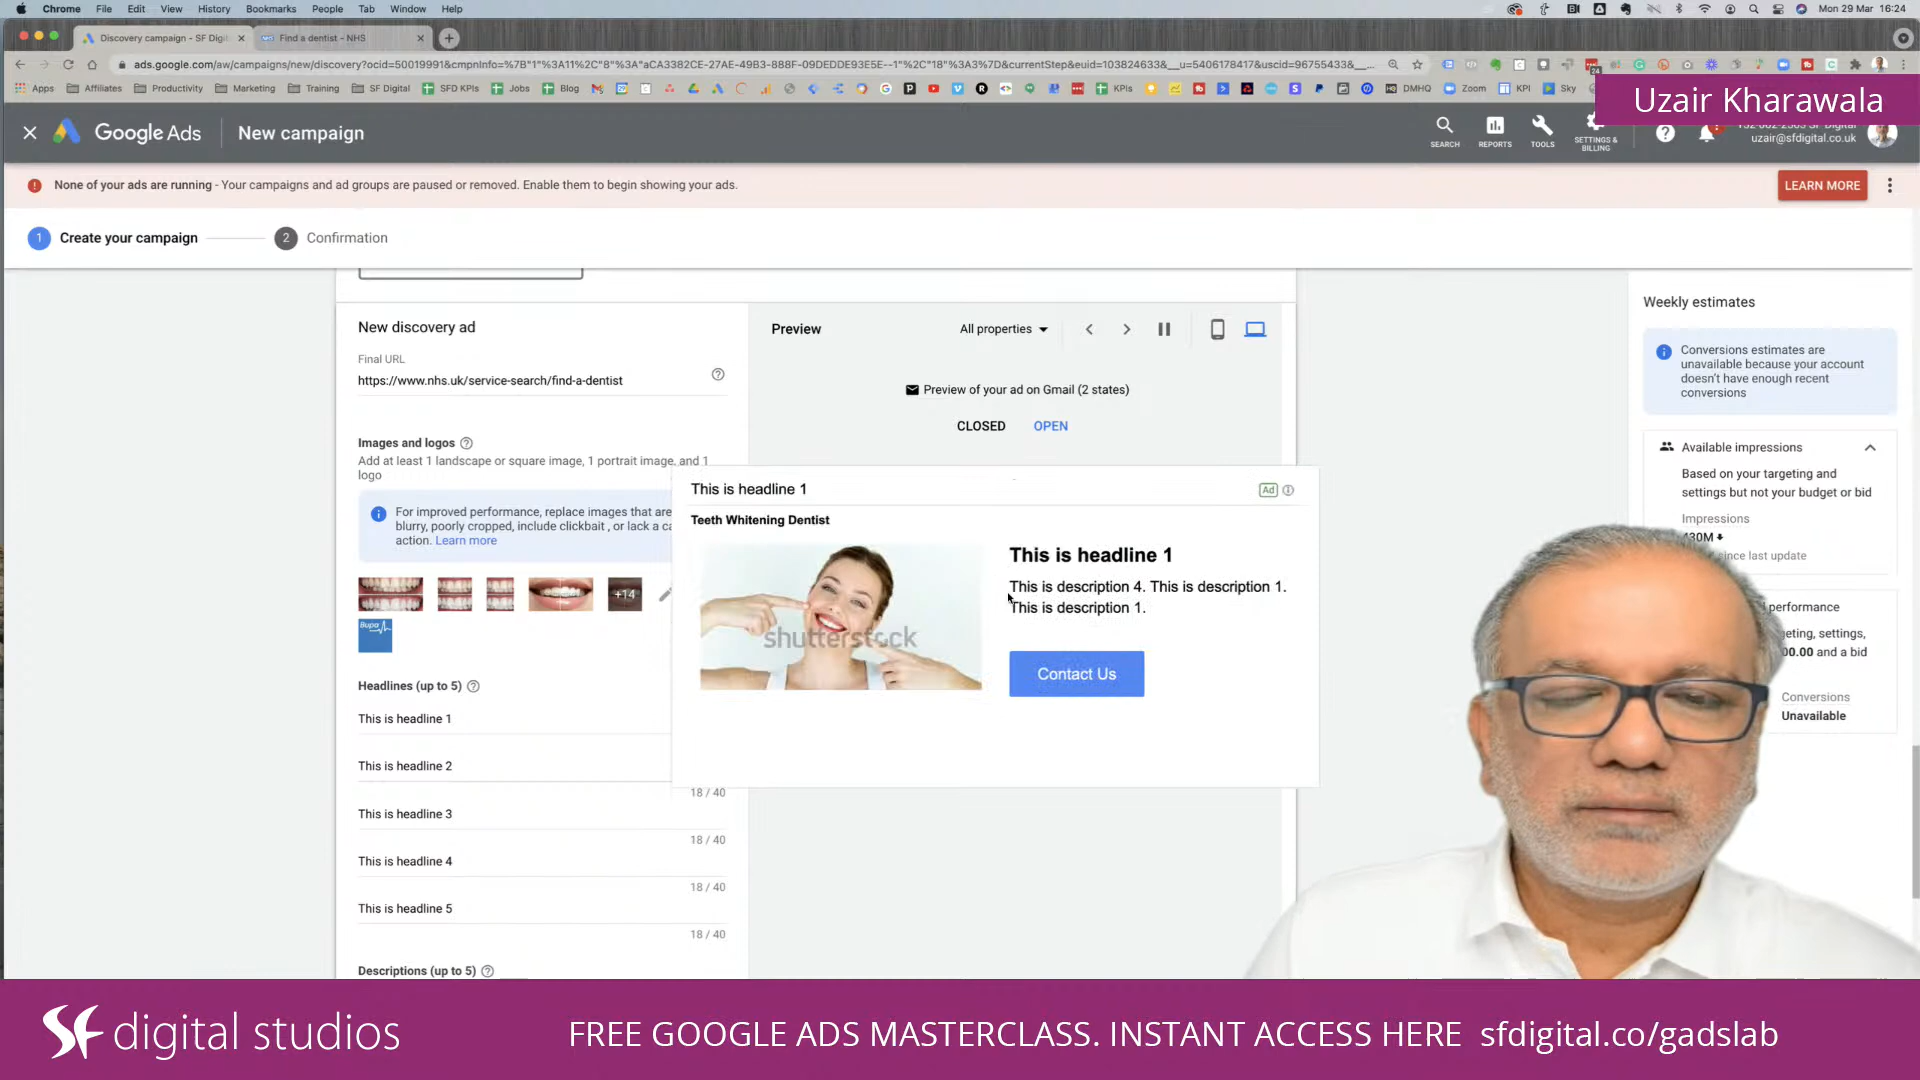 Chrome File Edit View History Bookmarks People Tab Window Help Mon 29 Mar 16:24
Discovery campaign - SF Digi Find a dentist - NHS
ads.google.com/aw/campaigns/new/discovery?ocid=50019991&cmpnInfo=%7B"1"%3A11%2C"8"%3A"aCA3382CE-27AE-49B3-888F-09DEDDE93E5E--1"%2C"18"%3A3%7D&currentStep&euid=103824633&__u=5406178417&uscid=96755433&__...
Apps Affiliates Productivity Marketing Training SF Digital SFD KPIs Jobs Blog KPIs DMHQ Zoom KPI Sky
Uzair Kharawala
Google Ads New campaign
SEARCH REPORTS TOOLS SETTINGS & BILLING
uzair@sfdigital.co.uk
None of your ads are running - Your campaigns and ad groups are paused or removed. Enable them to begin showing your ads.
LEARN MORE
1 Create your campaign 2 Confirmation
New discovery ad
Final URL
https://www.nhs.uk/service-search/find-a-dentist
Images and logos
Add at least 1 landscape or square image, 1 portrait image, and 1
logo
For improved performance, replace images that are
blurry, poorly cropped, include clickbait , or lack a ca
action. Learn more
+14
Bupa
Headlines (up to 5)
This is headline 1
This is headline 2
18 / 40
This is headline 3
18 / 40
This is headline 4
18 / 40
This is headline 5
18 / 40
Descriptions (up to 5)
Preview All properties
Preview of your ad on Gmail (2 states)
CLOSED OPEN
This is headline 1 Ad
Teeth Whitening Dentist
shutterstock
This is headline 1
This is description 4. This is description 1.
This is description 1.
Contact Us
Weekly estimates
Conversions estimates are
unavailable because your account
doesn't have enough recent
conversions
Available impressions
Based on your targeting and
settings but not your budget or bid
Impressions
430M
since last update
performance
eting, settings,
00.00 and a bid
Conversions
Unavailable
SF digital studios
FREE GOOGLE ADS MASTERCLASS. INSTANT ACCESS HERE sfdigital.co/gadslab